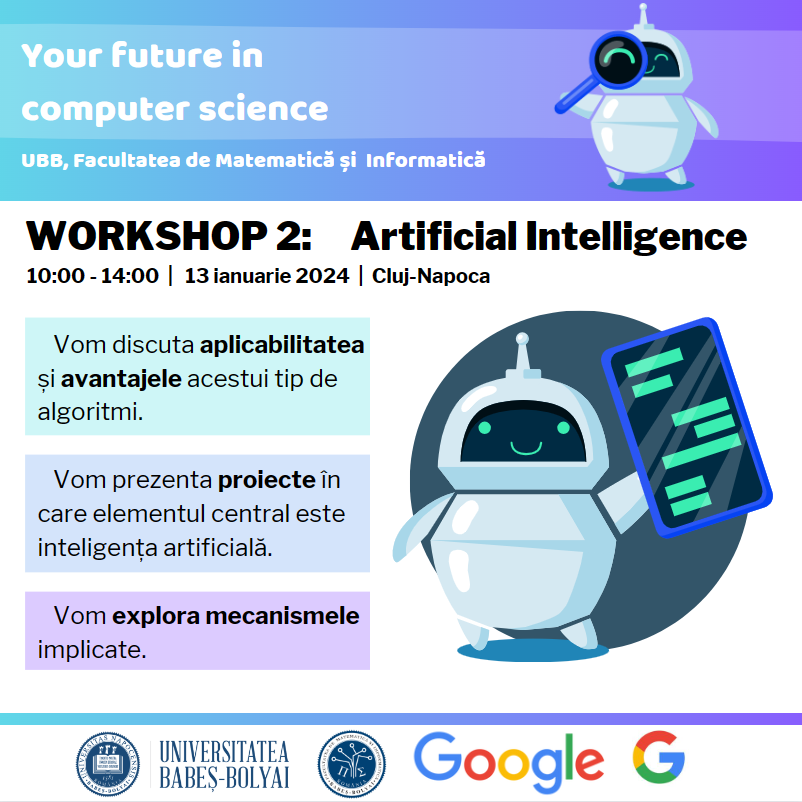 Your future in
computer science
UBB, Facultatea de Matematică și Informatică
WORKSHOP 2: Artificial Intelligence
10:00 - 14:00 | 13 ianuarie 2024 | Cluj-Napoca
Vom discuta aplicabilitatea
și avantajele acestui tip de
algoritmi.
Vom prezenta proiecte în
care elementul central este
inteligența artificială.
Vom explora mecanismele
implicate.
UNIVERSITATEA
BABEȘ-BOLYAI
Google
G